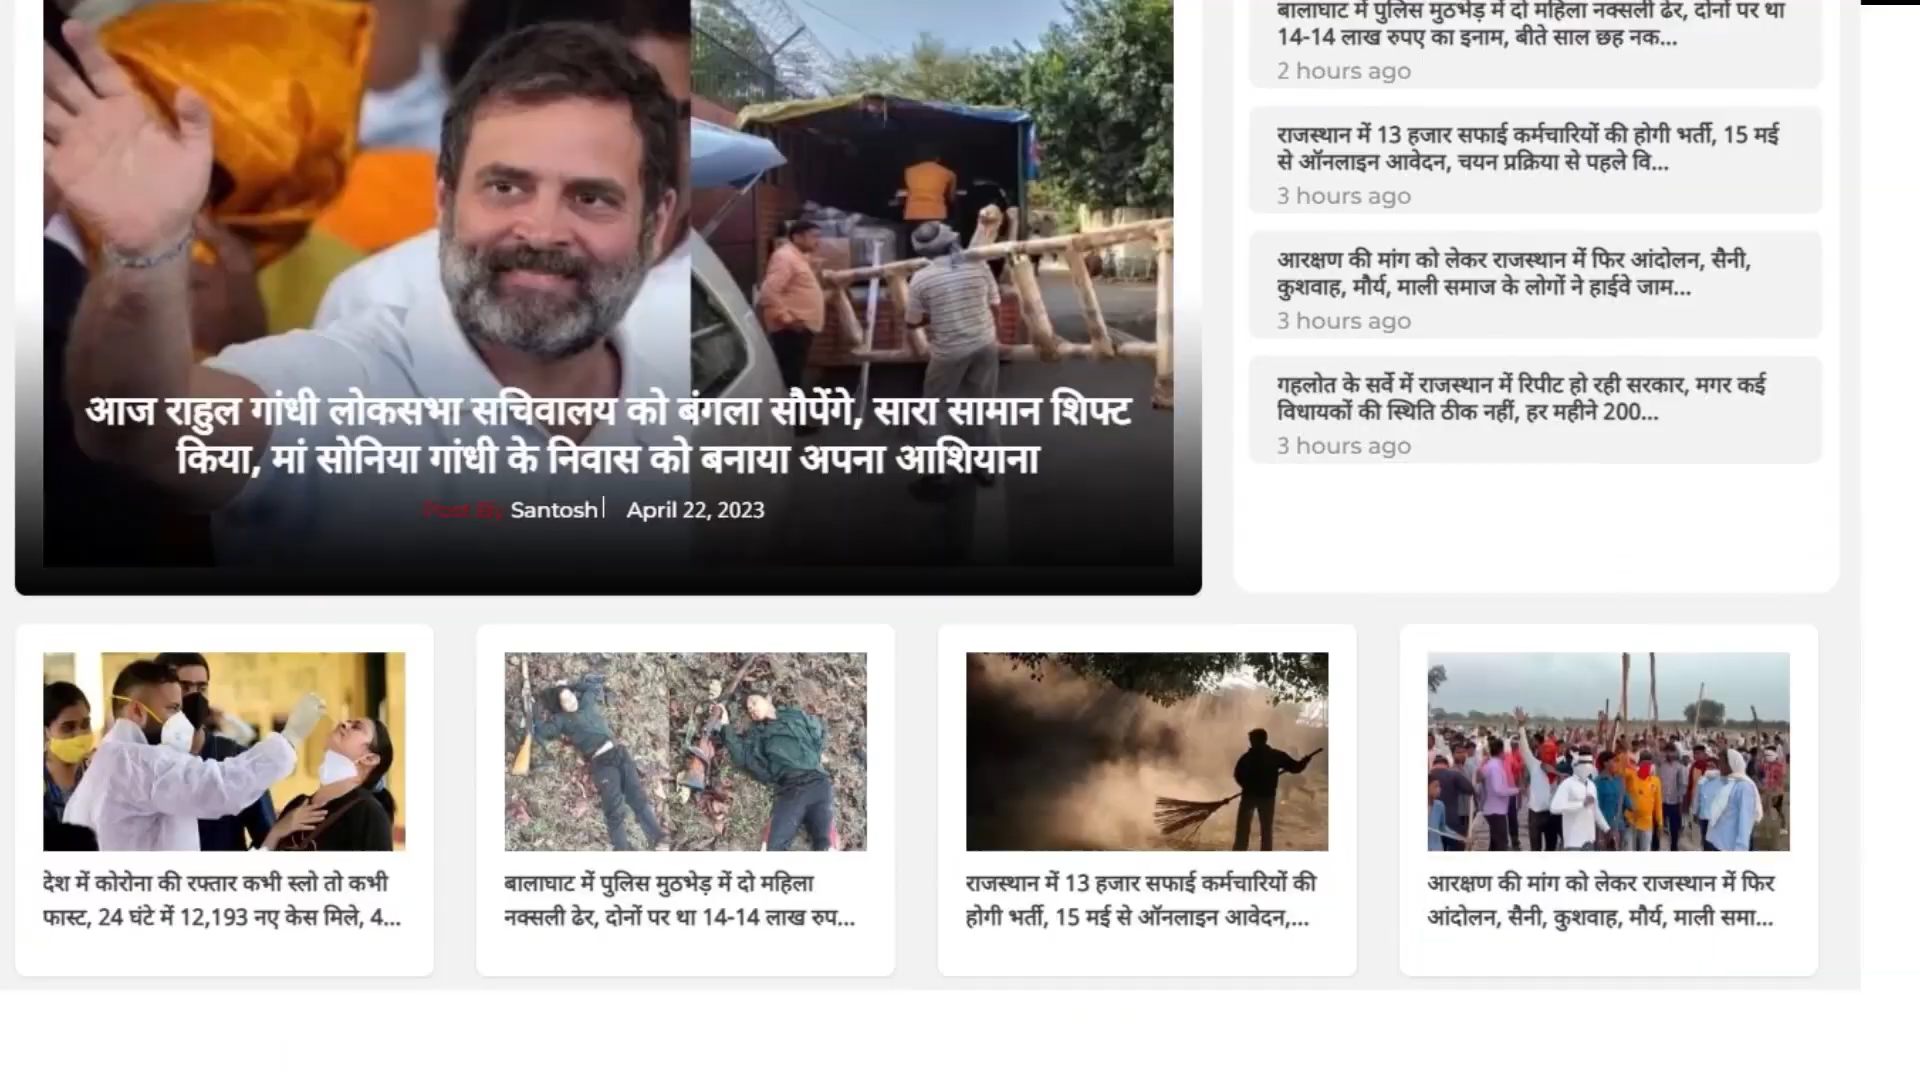 आज राहुल गांधी लोकसभा सचिवालय को बंगला सौपेंगे, सारा सामान शिफ्ट
किया, मां सोनिया गांधी के निवास को बनाया अपना आशियाना
Post By Santosh| April 22, 2023
बालाघाट में पुलिस मुठभेड़ में दो महिला नक्सली ढेर, दोनों पर था
14-14 लाख रुपए का इनाम, बीते साल छह नक...
2 hours ago
राजस्थान में 13 हजार सफाई कर्मचारियों की होगी भर्ती, 15 मई
से ऑनलाइन आवेदन, चयन प्रक्रिया से पहले वि...
3 hours ago
आरक्षण की मांग को लेकर राजस्थान में फिर आंदोलन, सैनी,
कुशवाह, मौर्य, माली समाज के लोगों ने हाईवे जाम...
3 hours ago
गहलोत के सर्वे में राजस्थान में रिपीट हो रही सरकार, मगर कई
विधायकों की स्थिति ठीक नहीं, हर महीने 200...
3 hours ago
देश में कोरोना की रफ्तार कभी स्लो तो कभी
फास्ट, 24 घंटे में 12,193 नए केस मिले, 4...
बालाघाट में पुलिस मुठभेड़ में दो महिला
नक्सली ढेर, दोनों पर था 14-14 लाख रुप...
राजस्थान में 13 हजार सफाई कर्मचारियों की
होगी भर्ती, 15 मई से ऑनलाइन आवेदन,...
आरक्षण की मांग को लेकर राजस्थान में फिर
आंदोलन, सैनी, कुशवाह, मौर्य, माली समा...